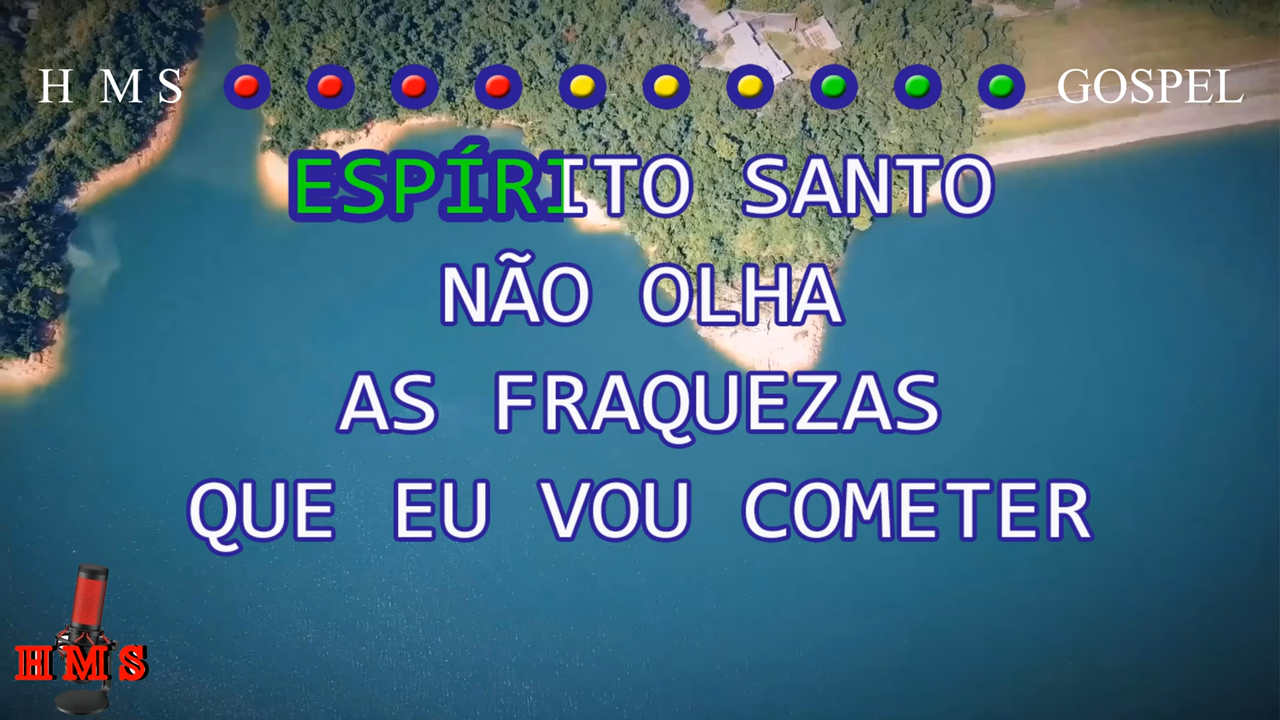 H M S GOSPEL
ESPÍRITO SANTO
NÃO OLHA
AS FRAQUEZAS
QUE EU VOU COMETER
HMS